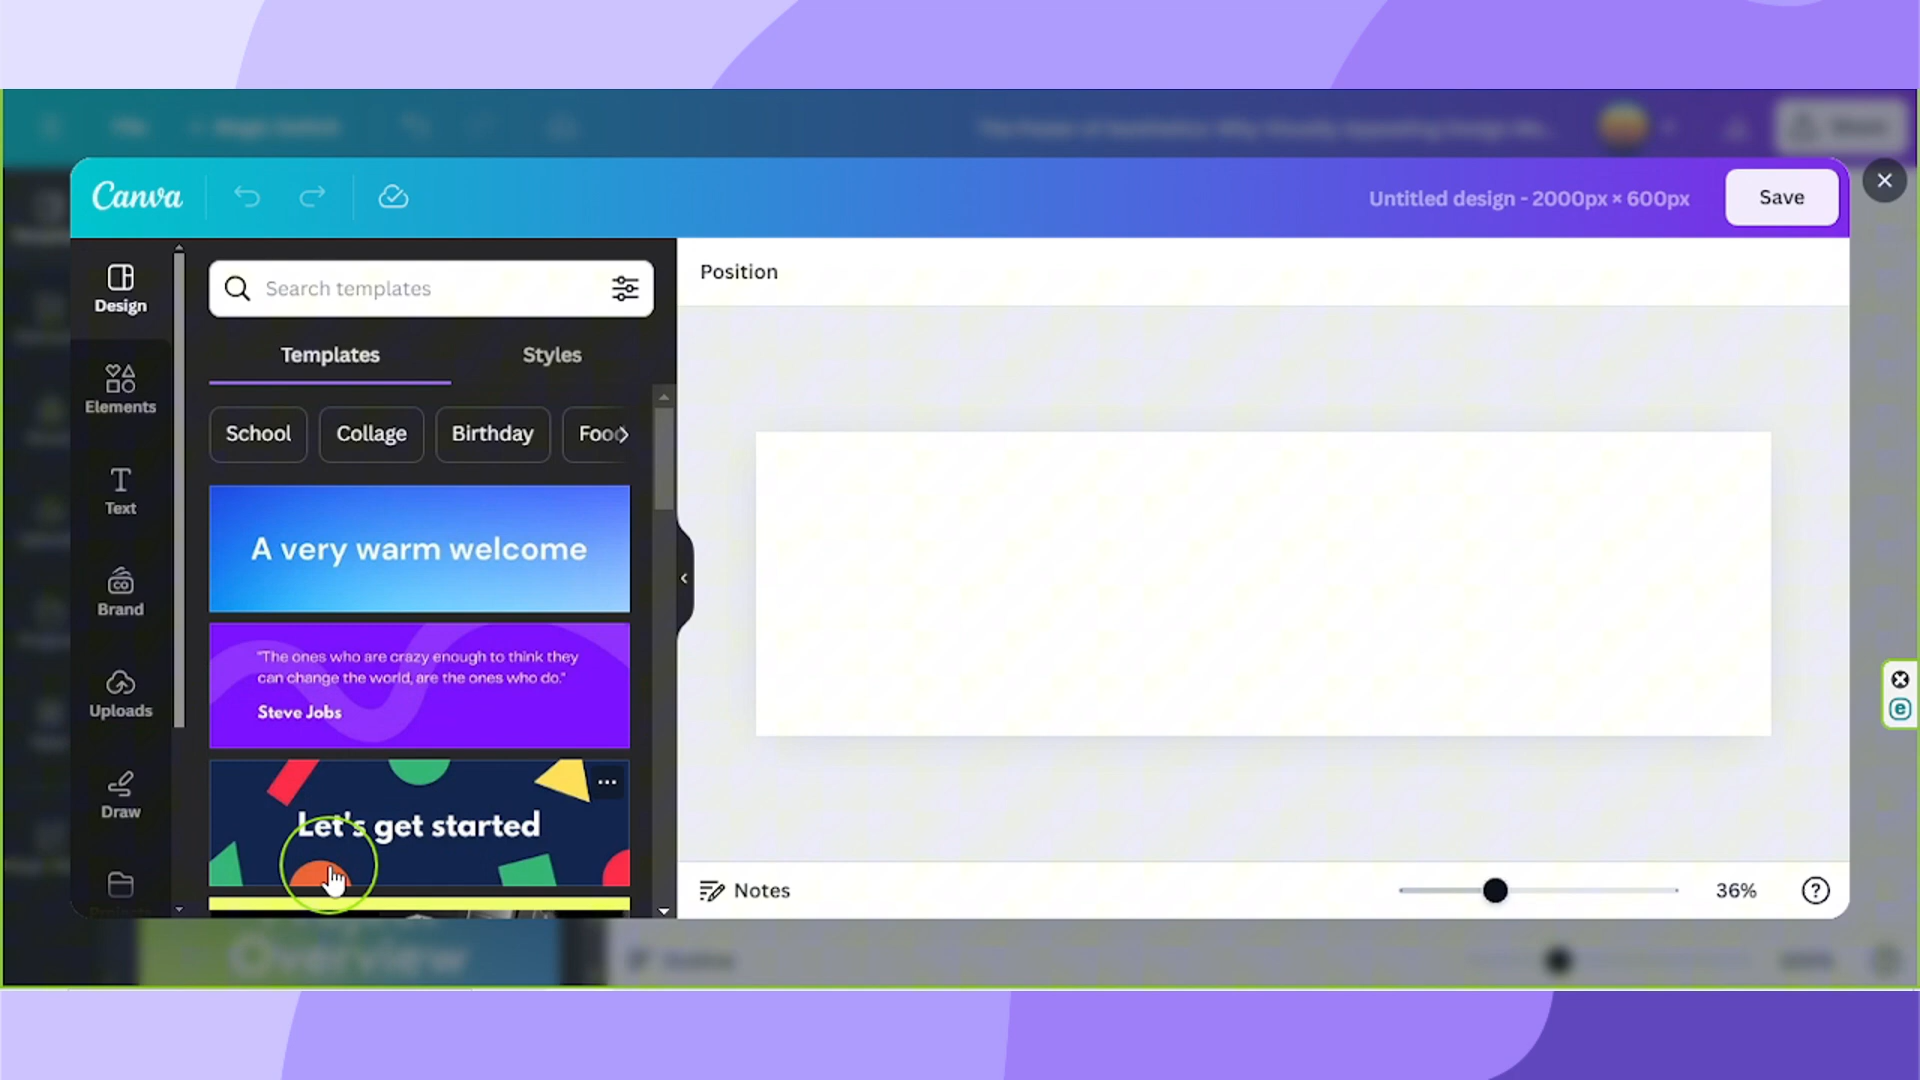 Canva
Untitled design - 2000px × 600px
Save
Design
Elements
Text
Brand
Uploads
Draw
Search templates
Templates
Styles
School
Collage
Birthday
Food
A very warm welcome
"The ones who are crazy enough to think they
can change the world, are the ones who do."
Steve Jobs
Let's get started
Position
Notes
36%
Overview